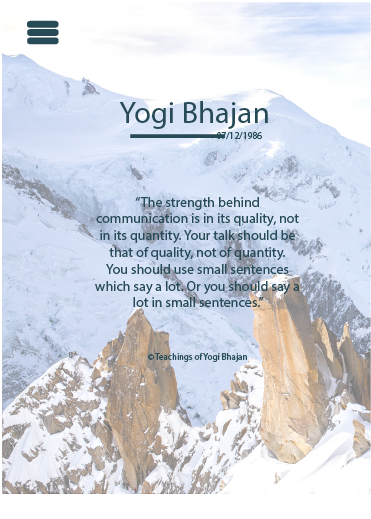 Yogi Bhajan
07/12/1986
“The strength behind
communication is in its quality, not
in its quantity. Your talk should be
that of quality, not of quantity.
You should use small sentences
which say a lot. Or you should say a
lot in small sentences.”
©Teachings of Yogi Bhajan